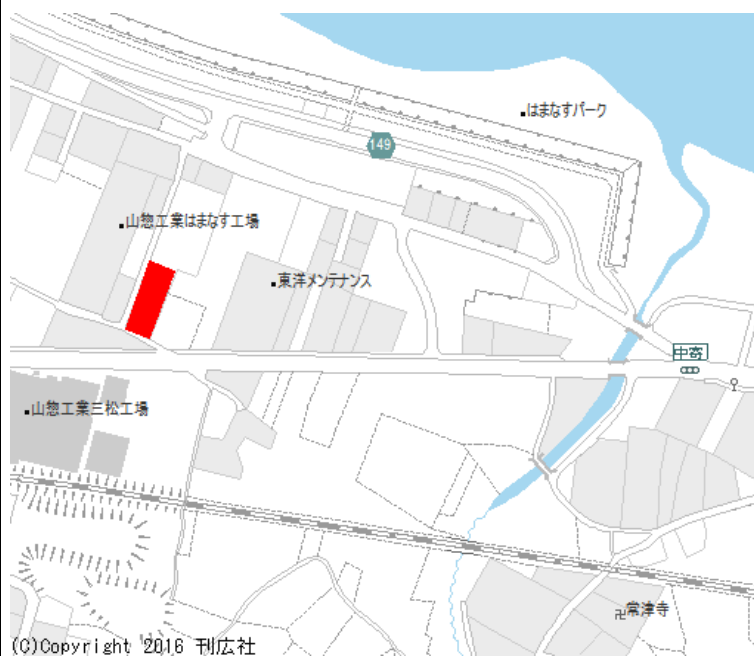 はまなすパーク
149
山惣工業はまなす工場
東洋メンテナンス
中寄
山惣工業三松工場
卍常津寺
(C)Copyright 2016 刊広社